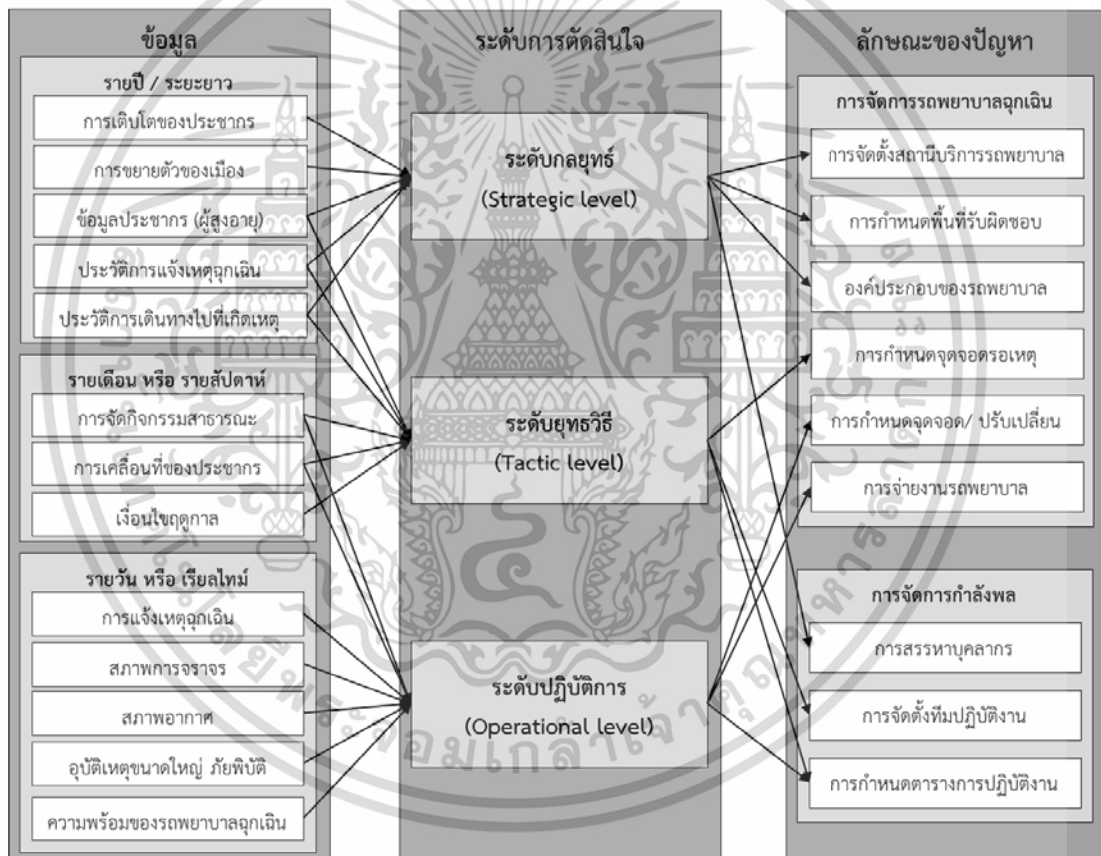 ข้อมูล
รายปี / ระยะยาว
การเติบโตของประชากร
การขยายตัวของเมือง
ข้อมูลประชากร (ผู้สูงอายุ)
ประวัติการแจ้งเหตุฉุกเฉิน
ประวัติการเดินทางไปที่เกิดเหตุ
รายเดือน หรือ รายสัปดาห์
การจัดกิจกรรมสาธารณะ
การเคลื่อนที่ของประชากร
เงื่อนไขฤดูกาล
รายวัน หรือ เรียลไทม์
การแจ้งเหตุฉุกเฉิน
สภาพการจราจร
สภาพอากาศ
อุบัติเหตุขนาดใหญ่ ภัยพิบัติ
ความพร้อมของรถพยาบาลฉุกเฉิน
ระดับการตัดสินใจ
ระดับกลยุทธ์
(Strategic level)
ระดับยุทธวิธี
(Tactic level)
ระดับปฏิบัติการ
(Operational level)
ลักษณะของปัญหา
การจัดการรถพยาบาลฉุกเฉิน
การจัดตั้งสถานีบริการรถพยาบาล
การกำหนดพื้นที่รับผิดชอบ
องค์ประกอบของรถพยาบาล
การกำหนดจุดจอดรอเหตุ
การกำหนดจุดจอด/ ปรับเปลี่ยน
การจ่ายงานรถพยาบาล
การจัดการกำลังพล
การสรรหาบุคลากร
การจัดตั้งทีมปฏิบัติงาน
การกำหนดตารางการปฏิบัติงาน